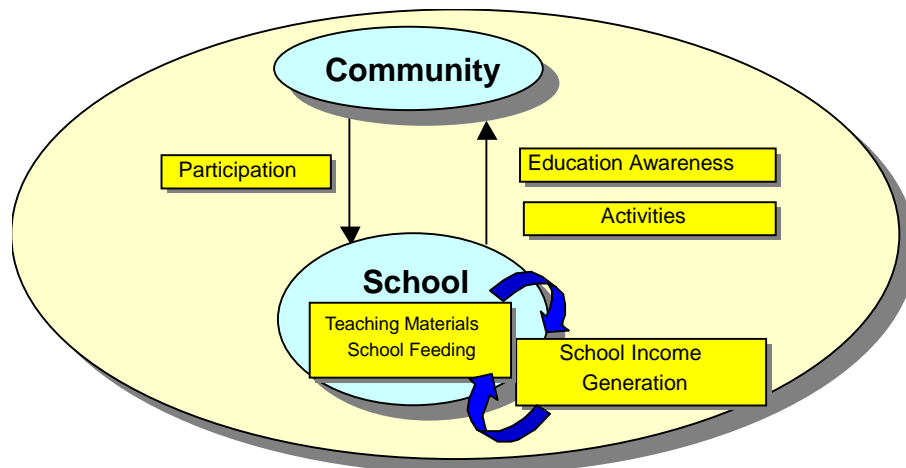 Community
Participation
Education Awareness
Activities
School
Teaching Materials
School Feeding
School Income
Generation